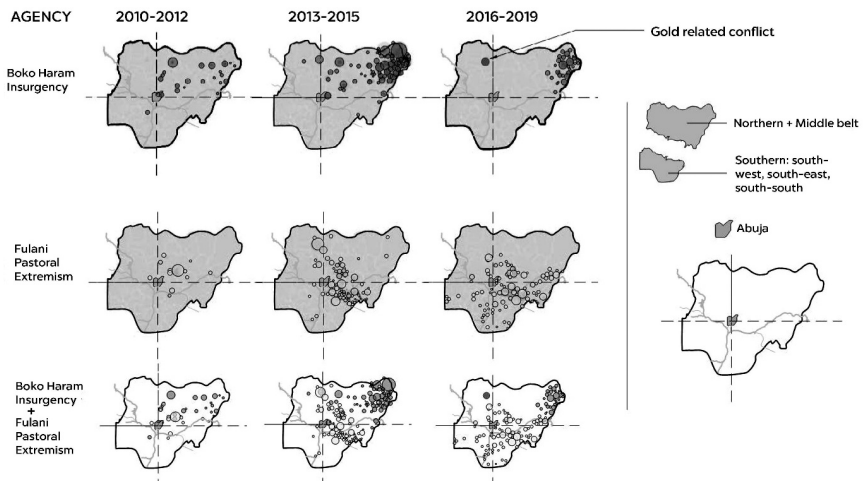 AGENCY
2010-2012
2013-2015
2016-2019
Gold related conflict
Boko Haram
Insurgency
Northern + Middle belt
Southern: south-
west, south-east,
south-south
Abuja
Fulani
Pastoral
Extremism
Boko Haram
Insurgency
+
Fulani
Pastoral
Extremism